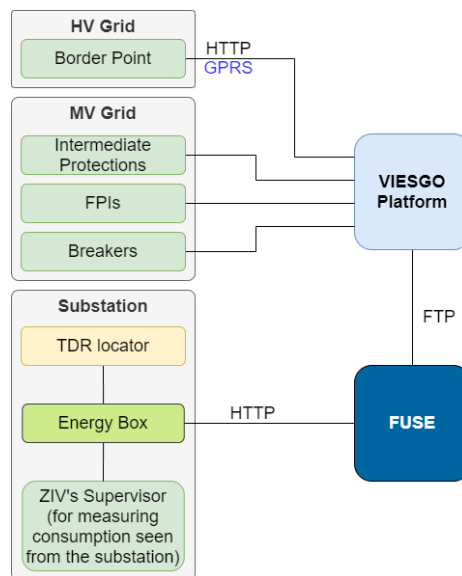 HV Grid
Border Point
HTTP
GPRS
MV Grid
Intermediate
Protections
FPIs
Breakers
VIESGO
Platform
FTP
Substation
TDR locator
Energy Box
HTTP
FUSE
ZIV's Supervisor
(for measuring
consumption seen
from the substation)